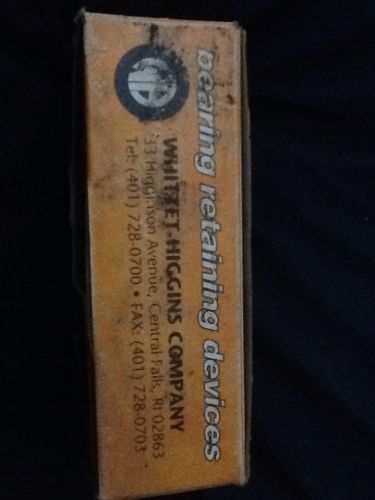 bearing retaining devices
WH
WHITTET-HIGGINS COMPANY
33 Higginson Avenue, Central Falls, RI 02863
Tel: (401) 728-0700 • FAX: (401) 728-0703